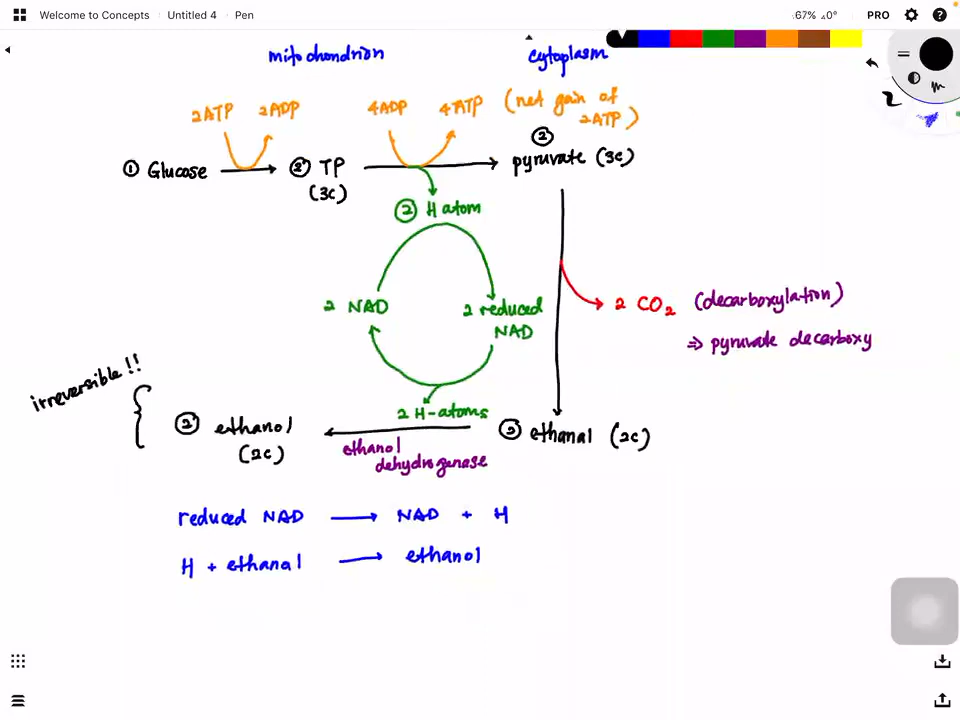 Welcome to Concepts › Untitled 4 › Pen
67% 0° PRO
mitochondrion cytoplasm
2ATP 2ADP 4ADP 4ATP (net gain of
2ATP)
① Glucose ② TP ② pyruvate (3c)
(3c)
② H atom
2 NAD 2 reduced
NAD
2 CO2 (decarboxylation)
⇒ pyruvate decarboxy
irreversible!!
2 H-atoms
② ethanol ② ethanal (2c)
(2c)
ethanol
dehydrogenase
reduced NAD → NAD + H
H + ethanal → ethanol